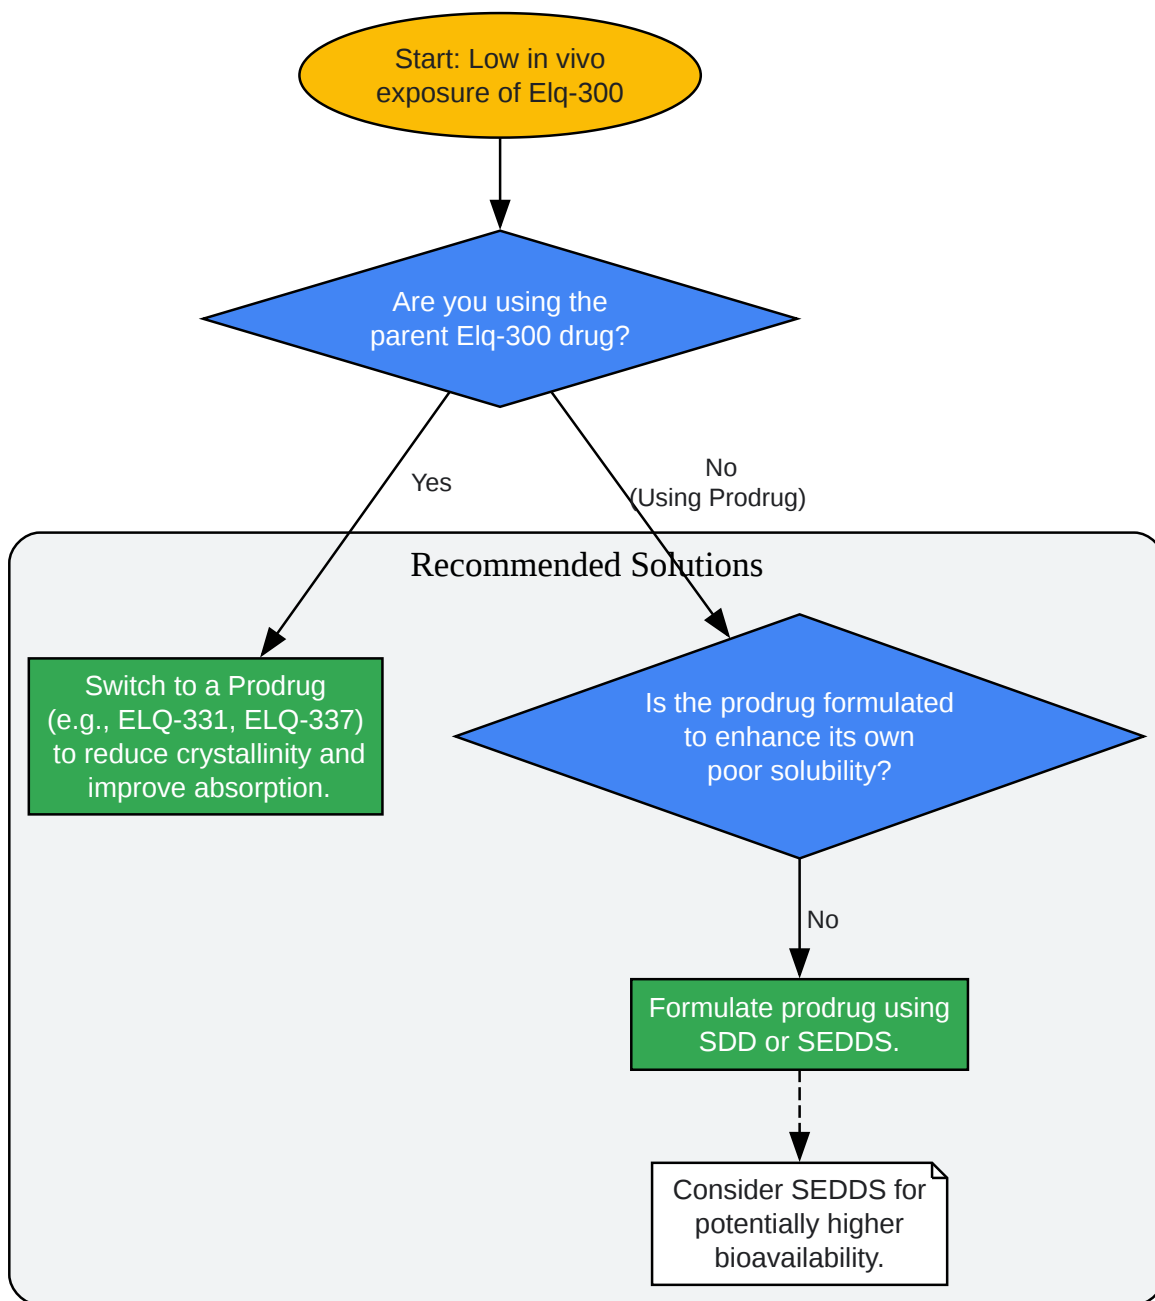 Start: Low in vivo
exposure of Elq-300
Are you using the
parent Elq-300 drug?
Yes
No
(Using Prodrug)
Recommended Solutions
Switch to a Prodrug
(e.g., ELQ-331, ELQ-337)
to reduce crystallinity and
improve absorption.
Is the prodrug formulated
to enhance its own
poor solubility?
No
Formulate prodrug using
SDD or SEDDS.
Consider SEDDS for
potentially higher
bioavailability.